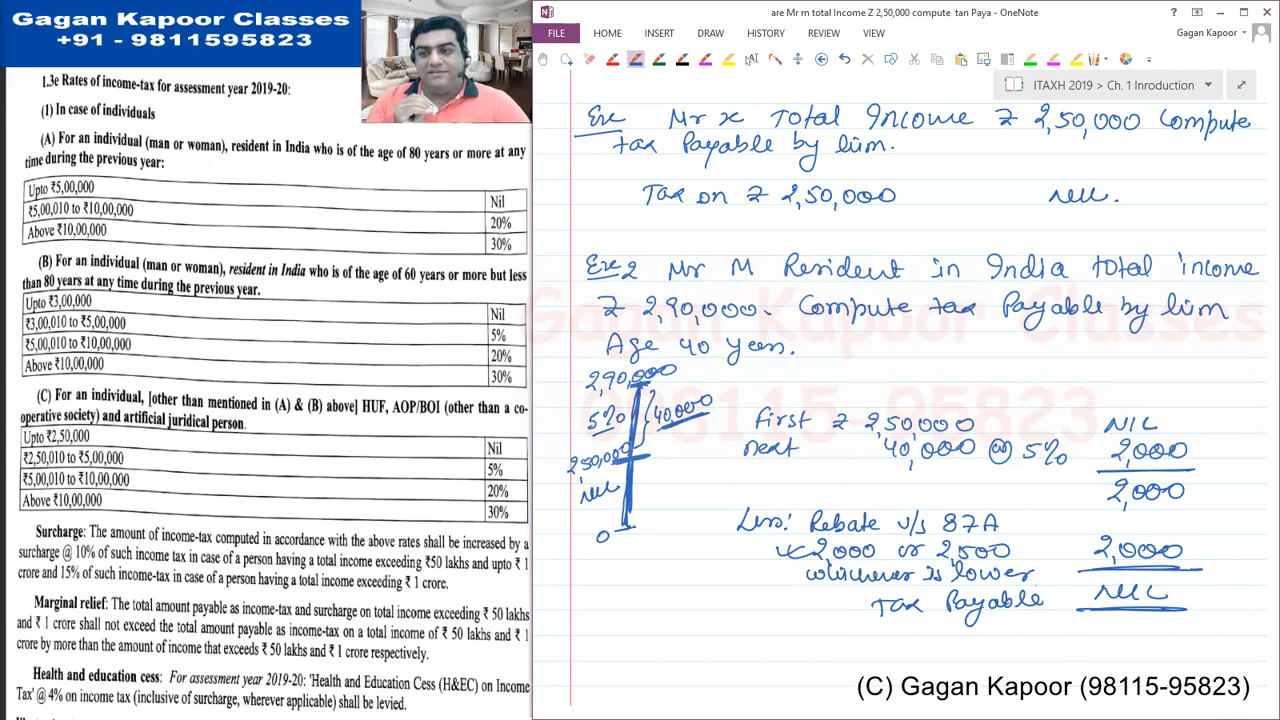 Gagan Kapoor Classes
+91 - 9811595823
1.3e Rates of income-tax for assessment year 2019-20:
(1) In case of individuals
(A) For an individual (man or woman), resident in India who is of the age of 80 years or more at any
time during the previous year:
Upto ₹5,00,000 Nil
₹5,00,010 to ₹10,00,000 20%
Above ₹10,00,000 30%
(B) For an individual (man or woman), resident in India who is of the age of 60 years or more but less
than 80 years at any time during the previous year.
Upto ₹3,00,000 Nil
₹3,00,010 to ₹5,00,000 5%
₹5,00,010 to ₹10,00,000 20%
Above ₹10,00,000 30%
(C) For an individual, [other than mentioned in (A) & (B) above] HUF, AOP/BOI (other than a co-
operative society) and artificial juridical person.
Upto ₹2,50,000 Nil
₹2,50,010 to ₹5,00,000 5%
₹5,00,010 to ₹10,00,000 20%
Above ₹10,00,000 30%
Surcharge: The amount of income-tax computed in accordance with the above rates shall be increased by a
surcharge @ 10% of such income tax in case of a person having a total income exceeding ₹50 lakhs and upto ₹ 1
crore and 15% of such income-tax in case of a person having a total income exceeding ₹ 1 crore.
Marginal relief: The total amount payable as income-tax and surcharge on total income exceeding ₹ 50 lakhs
and ₹ 1 crore shall not exceed the total amount payable as income-tax on a total income of ₹ 50 lakhs and ₹ 1
crore by more than the amount of income that exceeds ₹ 50 lakhs and ₹ 1 crore respectively.
Health and education cess: For assessment year 2019-20: 'Health and Education Cess (H&EC) on Income
Tax' @ 4% on income tax (inclusive of surcharge, wherever applicable) shall be levied.
are Mr m total Income Z 2,50,000 compute tan Paya - OneNote
FILE HOME INSERT DRAW HISTORY REVIEW VIEW
Gagan Kapoor
ITAXH 2019 > Ch. 1 Inroduction
Exe Mr x Total Income ₹ 2,50,000 Compute
tax Payable by him.
Tax on ₹ 2,50,000 NIL.
Exe 2 Mr M Resident in India total income
₹ 2,90,000. Compute tax Payable by him
Age 40 years.
2,90,000
5% 40,000
2,50,000
NIL
0
First ₹ 2,50,000 NIL
next 40,000 @ 5% 2,000
2,000
Less: Rebate u/s 87A
2,000 or 2,500 2,000
whichever is lower
Tax Payable NIL
Gagan Kapoor Classes
98115-95823
(C) Gagan Kapoor (98115-95823)